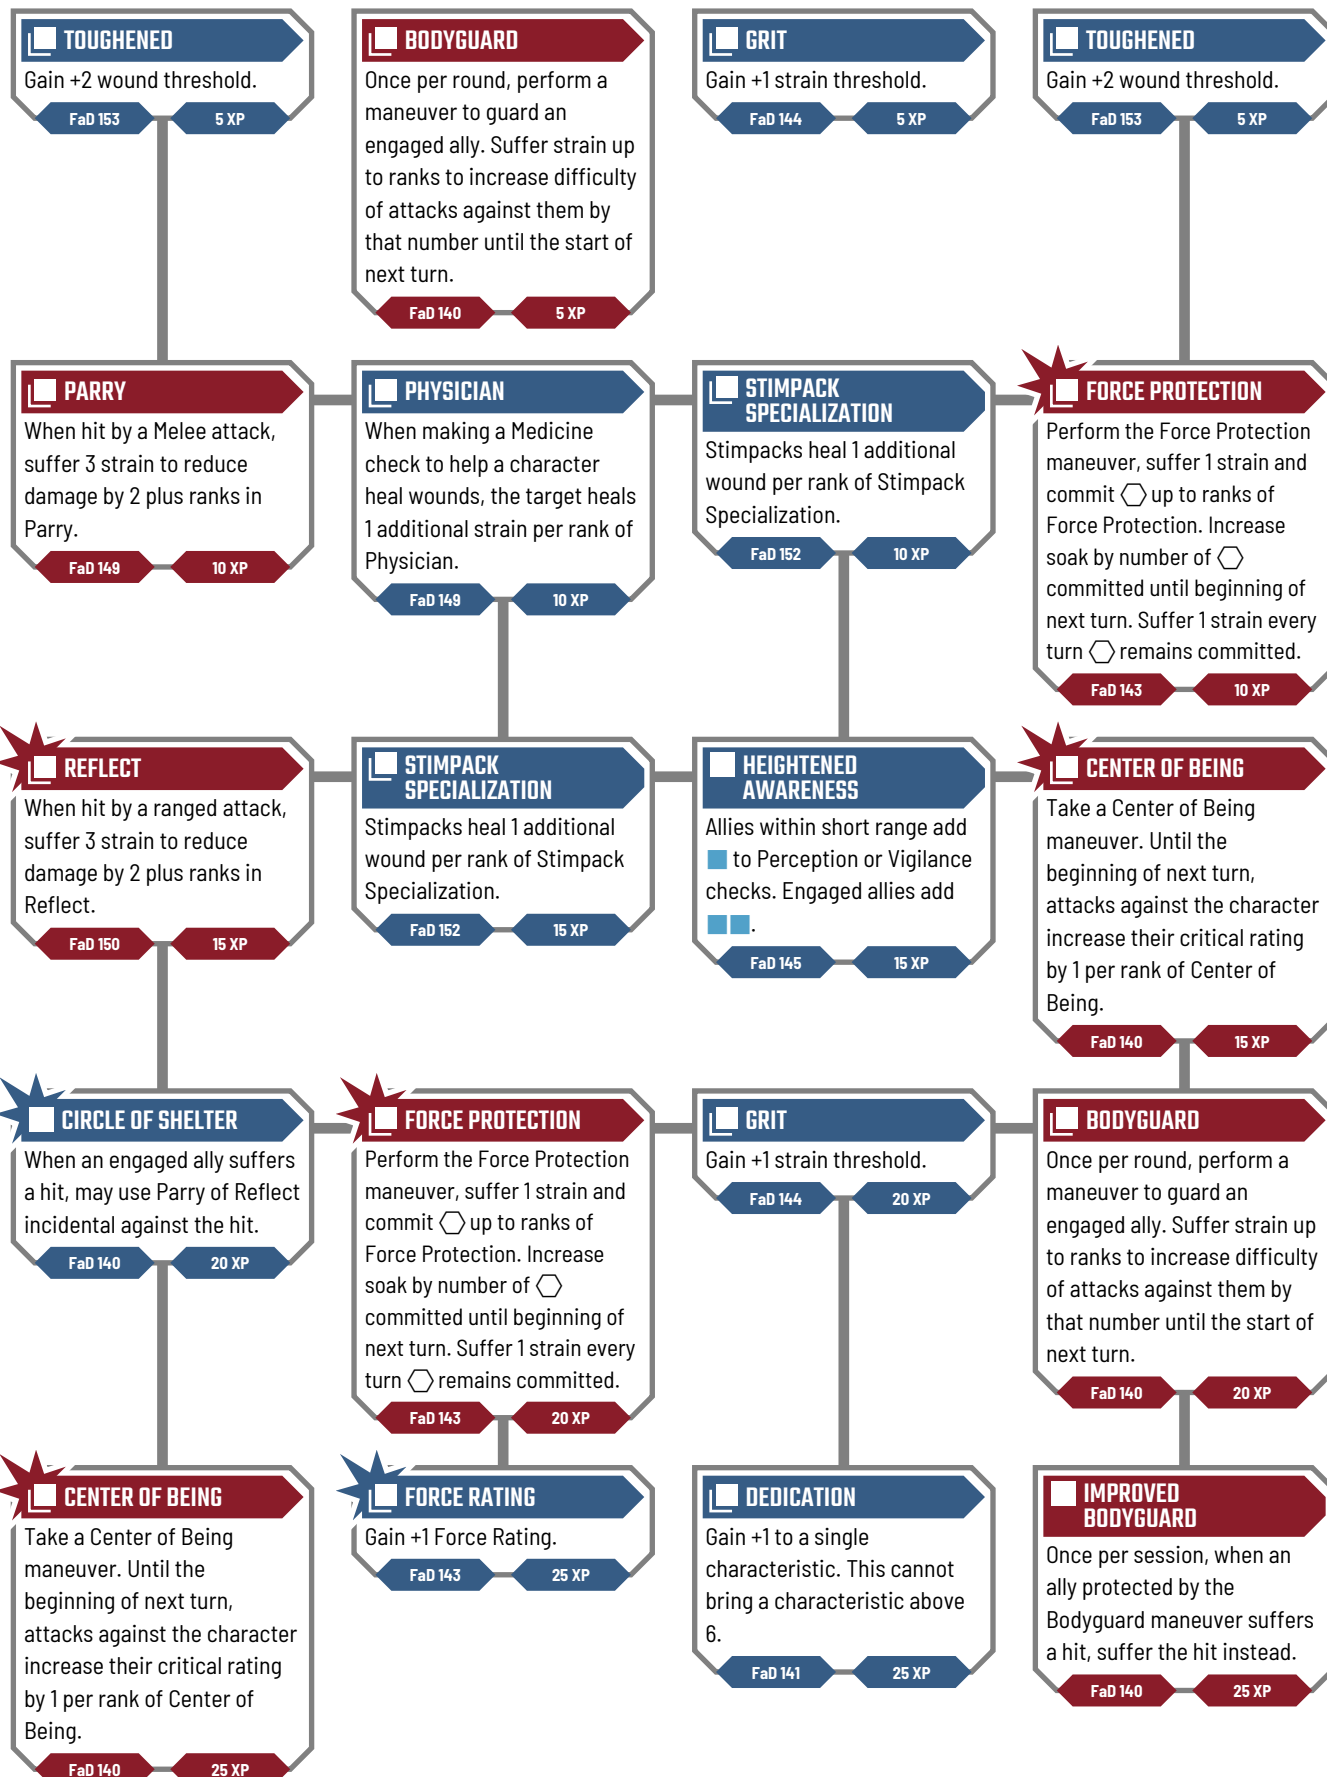 TOUGHENED
Gain +2 wound threshold.
FaD 153
5 XP
BODYGUARD
Once per round, perform a
maneuver to guard an
engaged ally. Suffer strain up
to ranks to increase difficulty
of attacks against them by
that number until the start of
next turn.
FaD 140
5 XP
GRIT
Gain +1 strain threshold.
FaD 144
5 XP
TOUGHENED
Gain +2 wound threshold.
FaD 153
5 XP
PARRY
When hit by a Melee attack,
suffer 3 strain to reduce
damage by 2 plus ranks in
Parry.
FaD 149
10 XP
PHYSICIAN
When making a Medicine
check to help a character
heal wounds, the target heals
1 additional strain per rank of
Physician.
FaD 149
10 XP
STIMPACK
SPECIALIZATION
Stimpacks heal 1 additional
wound per rank of Stimpack
Specialization.
FaD 152
10 XP
FORCE PROTECTION
Perform the Force Protection
maneuver, suffer 1 strain and
commit up to ranks of
Force Protection. Increase
soak by number of
committed until beginning of
next turn. Suffer 1 strain every
turn remains committed.
FaD 143
10 XP
REFLECT
When hit by a ranged attack,
suffer 3 strain to reduce
damage by 2 plus ranks in
Reflect.
FaD 150
15 XP
STIMPACK
SPECIALIZATION
Stimpacks heal 1 additional
wound per rank of Stimpack
Specialization.
FaD 152
15 XP
HEIGHTENED
AWARENESS
Allies within short range add
to Perception or Vigilance
checks. Engaged allies add
.
FaD 145
15 XP
CENTER OF BEING
Take a Center of Being
maneuver. Until the
beginning of next turn,
attacks against the character
increase their critical rating
by 1 per rank of Center of
Being.
FaD 140
15 XP
CIRCLE OF SHELTER
When an engaged ally suffers
a hit, may use Parry of Reflect
incidental against the hit.
FaD 140
20 XP
FORCE PROTECTION
Perform the Force Protection
maneuver, suffer 1 strain and
commit up to ranks of
Force Protection. Increase
soak by number of
committed until beginning of
next turn. Suffer 1 strain every
turn remains committed.
FaD 143
20 XP
GRIT
Gain +1 strain threshold.
FaD 144
20 XP
BODYGUARD
Once per round, perform a
maneuver to guard an
engaged ally. Suffer strain up
to ranks to increase difficulty
of attacks against them by
that number until the start of
next turn.
FaD 140
20 XP
CENTER OF BEING
Take a Center of Being
maneuver. Until the
beginning of next turn,
attacks against the character
increase their critical rating
by 1 per rank of Center of
Being.
FaD 140
25 XP
FORCE RATING
Gain +1 Force Rating.
FaD 143
25 XP
DEDICATION
Gain +1 to a single
characteristic. This cannot
bring a characteristic above
6.
FaD 141
25 XP
IMPROVED
BODYGUARD
Once per session, when an
ally protected by the
Bodyguard maneuver suffers
a hit, suffer the hit instead.
FaD 140
25 XP